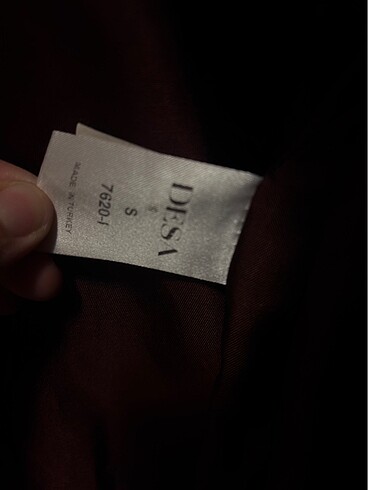 DESA
S
S
7620-I
MADE IN TURKEY